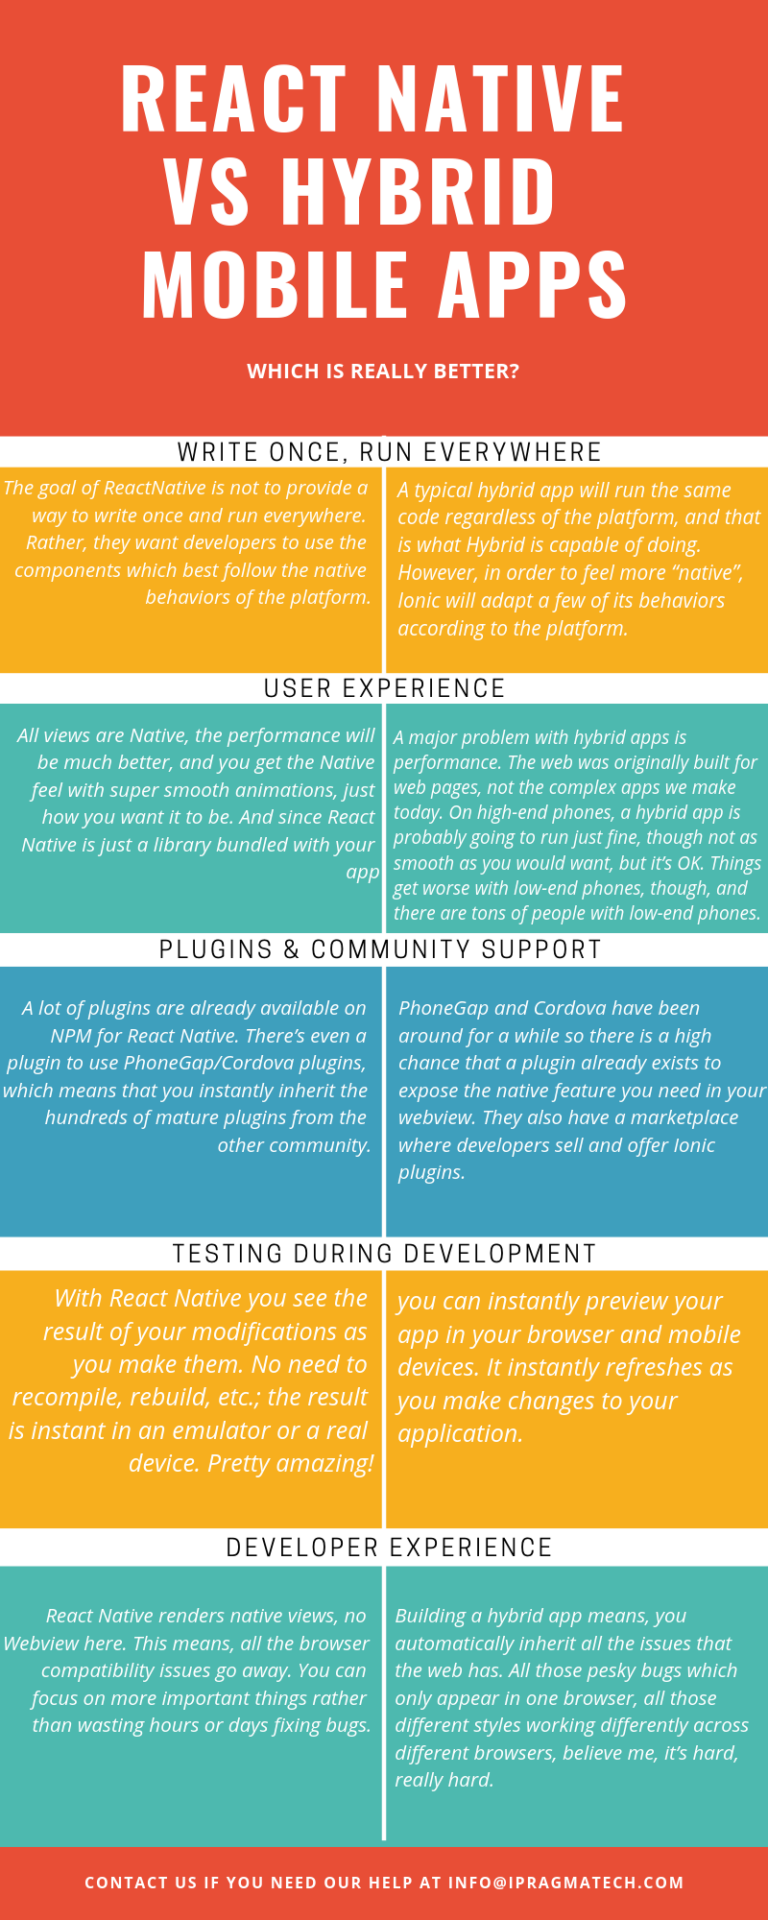 REACT NATIVE
VS HYBRID
MOBILE APPS
WHICH IS REALLY BETTER?
WRITE ONCE, RUN EVERYWHERE
The goal of ReactNative is not to provide a
way to write once and run everywhere.
Rather, they want developers to use the
components which best follow the native
behaviors of the platform.
A typical hybrid app will run the same
code regardless of the platform, and that
is what Hybrid is capable of doing.
However, in order to feel more “native”,
Ionic will adapt a few of its behaviors
according to the platform.
USER EXPERIENCE
All views are Native, the performance will
be much better, and you get the Native
feel with super smooth animations, just
how you want it to be. And since React
Native is just a library bundled with your
app
A major problem with hybrid apps is
performance. The web was originally built for
web pages, not the complex apps we make
today. On high-end phones, a hybrid app is
probably going to run just fine, though not as
smooth as you would want, but it’s OK. Things
get worse with low-end phones, though, and
there are tons of people with low-end phones.
PLUGINS & COMMUNITY SUPPORT
A lot of plugins are already available on
NPM for React Native. There’s even a
plugin to use PhoneGap/Cordova plugins,
which means that you instantly inherit the
hundreds of mature plugins from the
other community.
PhoneGap and Cordova have been
around for a while so there is a high
chance that a plugin already exists to
expose the native feature you need in your
webview. They also have a marketplace
where developers sell and offer Ionic
plugins.
TESTING DURING DEVELOPMENT
With React Native you see the
result of your modifications as
you make them. No need to
recompile, rebuild, etc.; the result
is instant in an emulator or a real
device. Pretty amazing!
you can instantly preview your
app in your browser and mobile
devices. It instantly refreshes as
you make changes to your
application.
DEVELOPER EXPERIENCE
React Native renders native views, no
Webview here. This means, all the browser
compatibility issues go away. You can
focus on more important things rather
than wasting hours or days fixing bugs.
Building a hybrid app means, you
automatically inherit all the issues that
the web has. All those pesky bugs which
only appear in one browser, all those
different styles working differently across
different browsers, believe me, it’s hard,
really hard.
CONTACT US IF YOU NEED OUR HELP AT INFO@IPRAGMATECH.COM